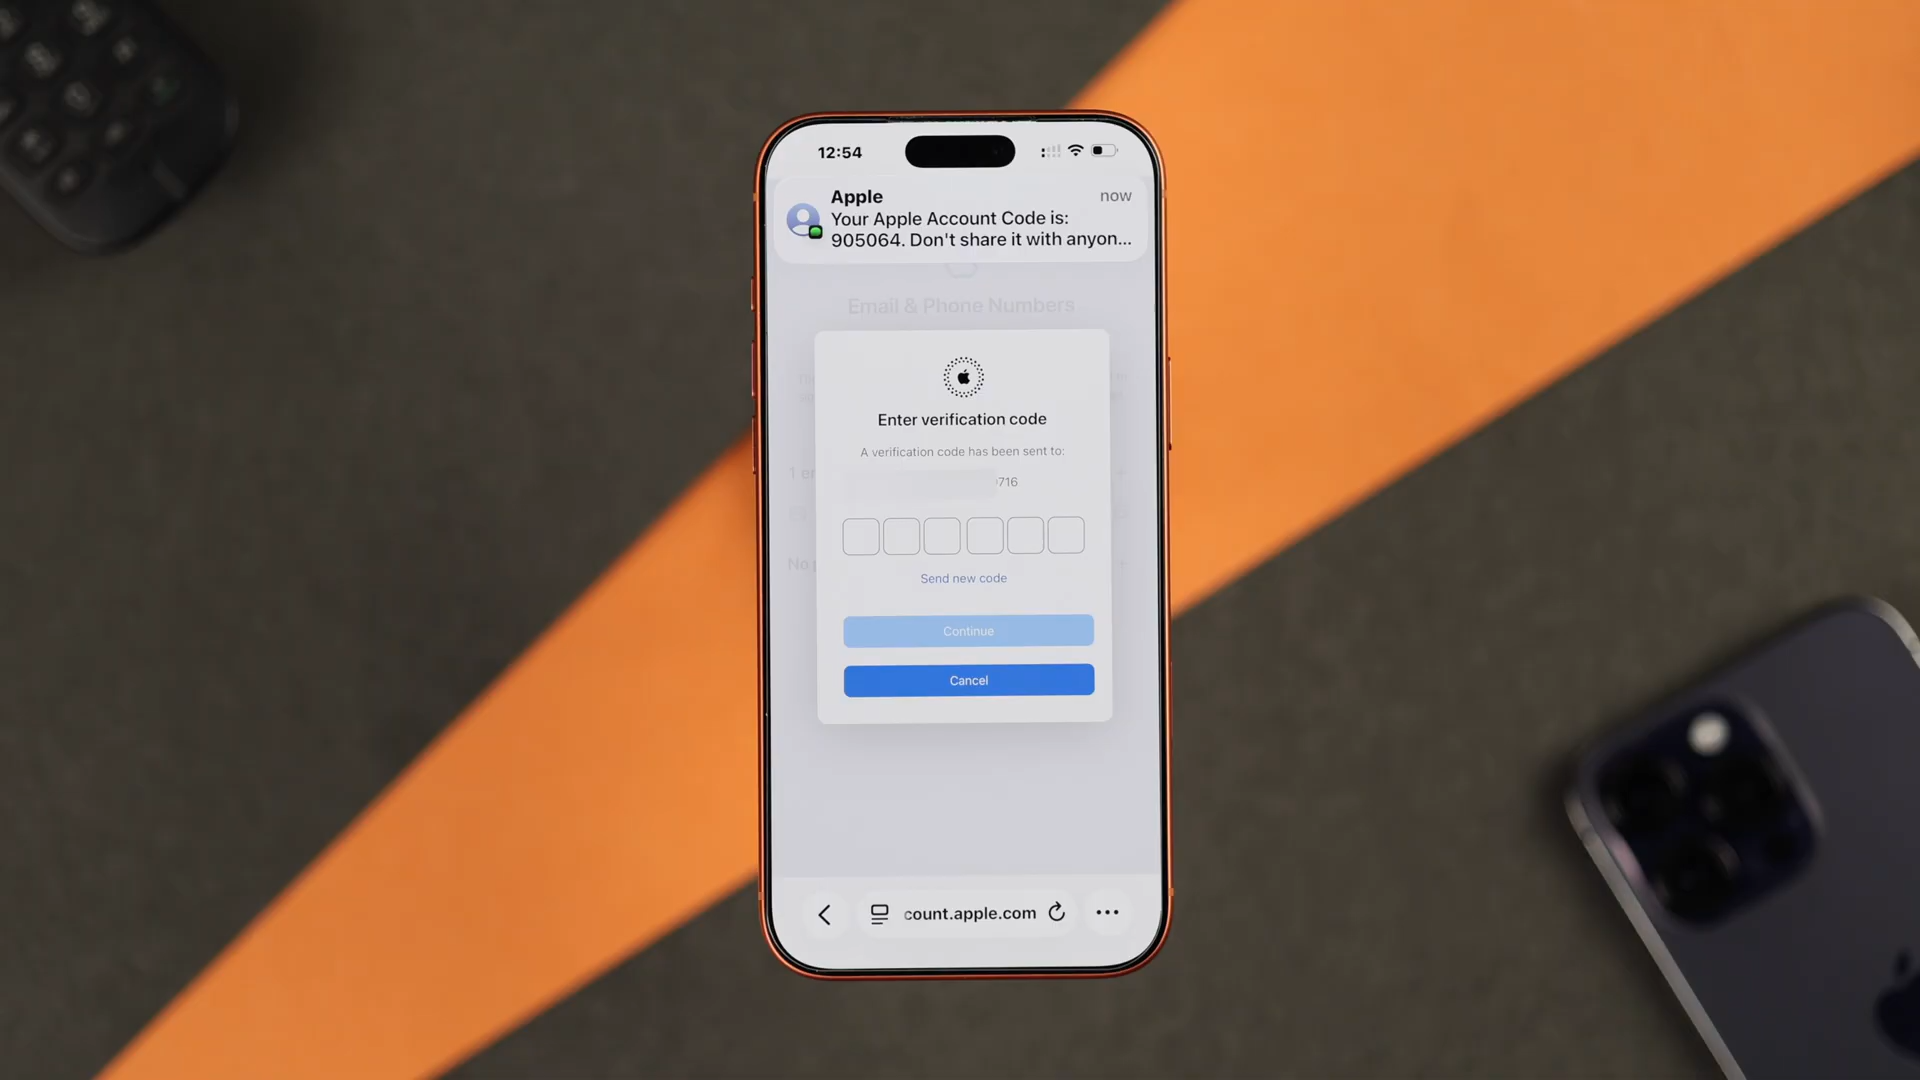 12:54
Apple
now
Your Apple Account Code is:
905064. Don't share it with anyon...
Email & Phone Numbers
Enter verification code
A verification code has been sent to:
716
Send new code
Continue
Cancel
count.apple.com